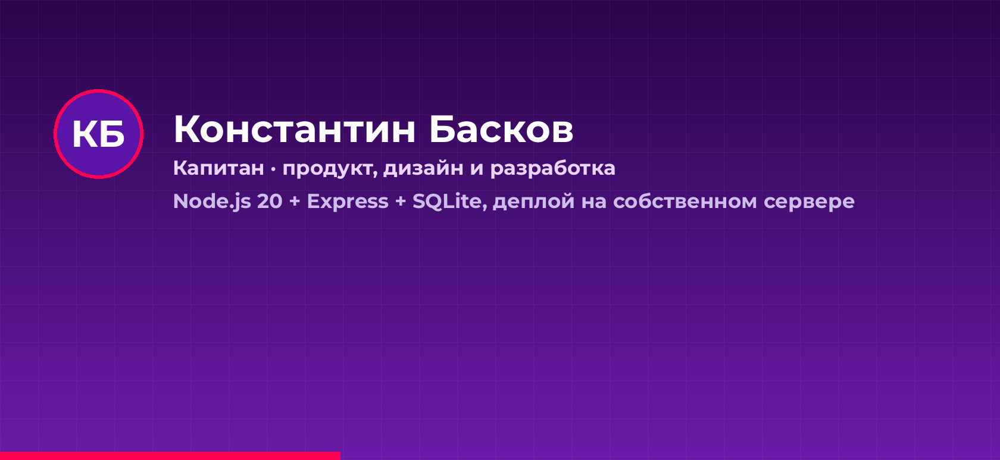 КБ
Константин Басков
Капитан · продукт, дизайн и разработка
Node.js 20 + Express + SQLite, деплой на собственном сервере